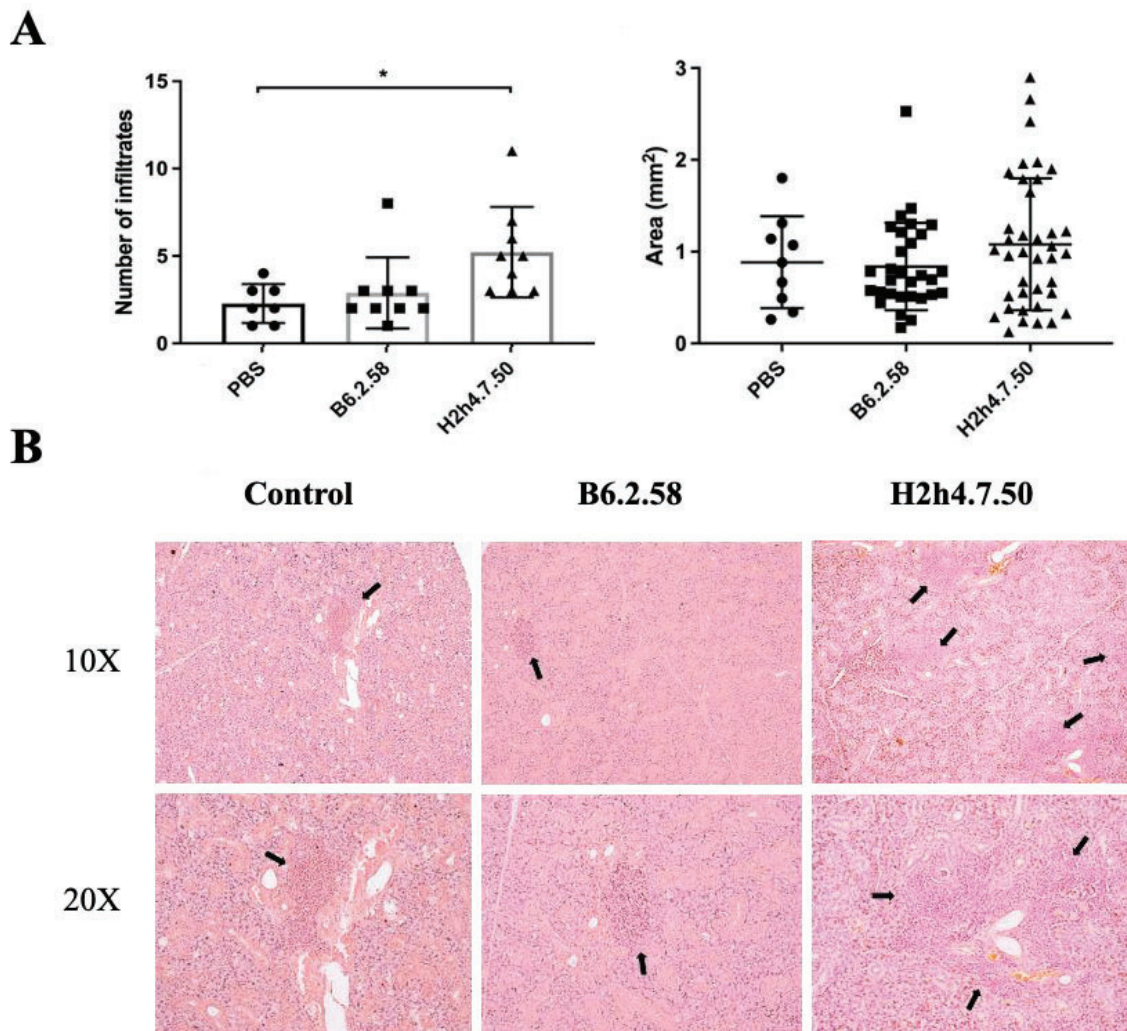 A
Number of infiltrates
15
10
5
0
*
PBS
B6.2.58
H2h4.7.50
Area (mm²)
3
2
1
0
PBS
B6.2.58
H2h4.7.50
B
Control
B6.2.58
H2h4.7.50
10X
20X